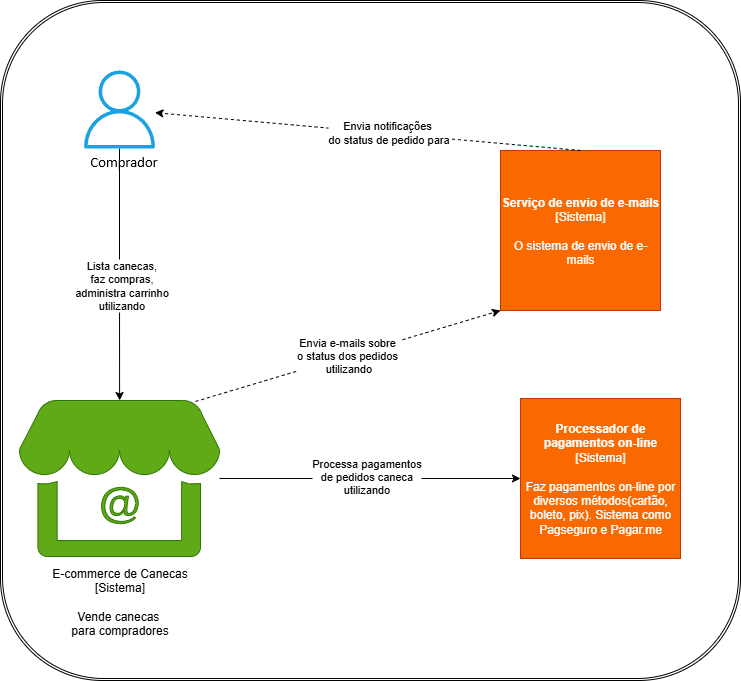 Comprador
Envia notificações
do status de pedido para
Serviço de envio de e-mails
[Sistema]
O sistema de envio de e-
mails
Lista canecas,
faz compras,
administra carrinho
utilizando
Envia e-mails sobre
o status dos pedidos
utilizando
Processa pagamentos
de pedidos caneca
utilizando
Processador de
pagamentos on-line
[Sistema]
Faz pagamentos on-line por
diversos métodos(cartão,
boleto, pix). Sistema como
Pagseguro e Pagar.me
@
E-commerce de Canecas
[Sistema]
Vende canecas
para compradores